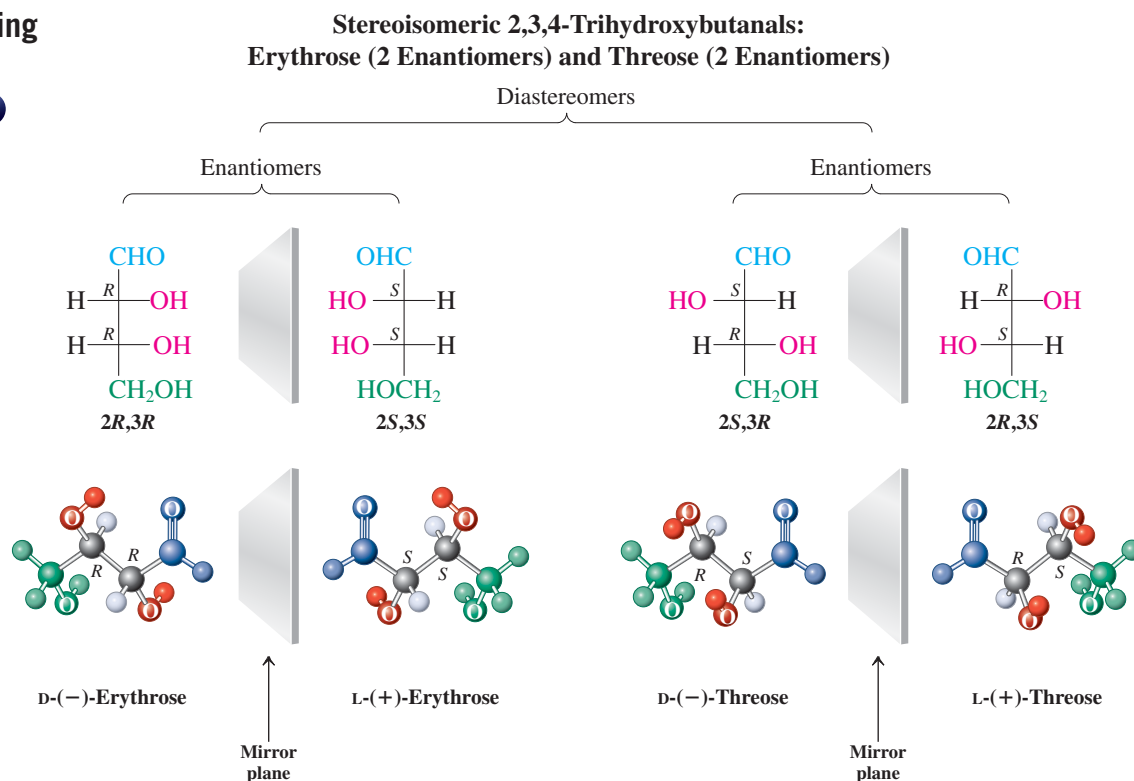 ing
Stereoisomeric 2,3,4-Trihydroxybutanals:
Erythrose (2 Enantiomers) and Threose (2 Enantiomers)
Diastereomers
Enantiomers Enantiomers
CHO OHC CHO OHC
H R OH HO S H HO S H H R OH
H R OH HO S H H R OH HO S H
CH₂OH HOCH₂ CH₂OH HOCH₂
2R,3R 2S,3S 2S,3R 2R,3S
O O O O O O O O
R S S R
R S R S
O O O O O O O O
D-(−)-Erythrose L-(+)-Erythrose D-(−)-Threose L-(+)-Threose
Mirror Mirror
plane plane